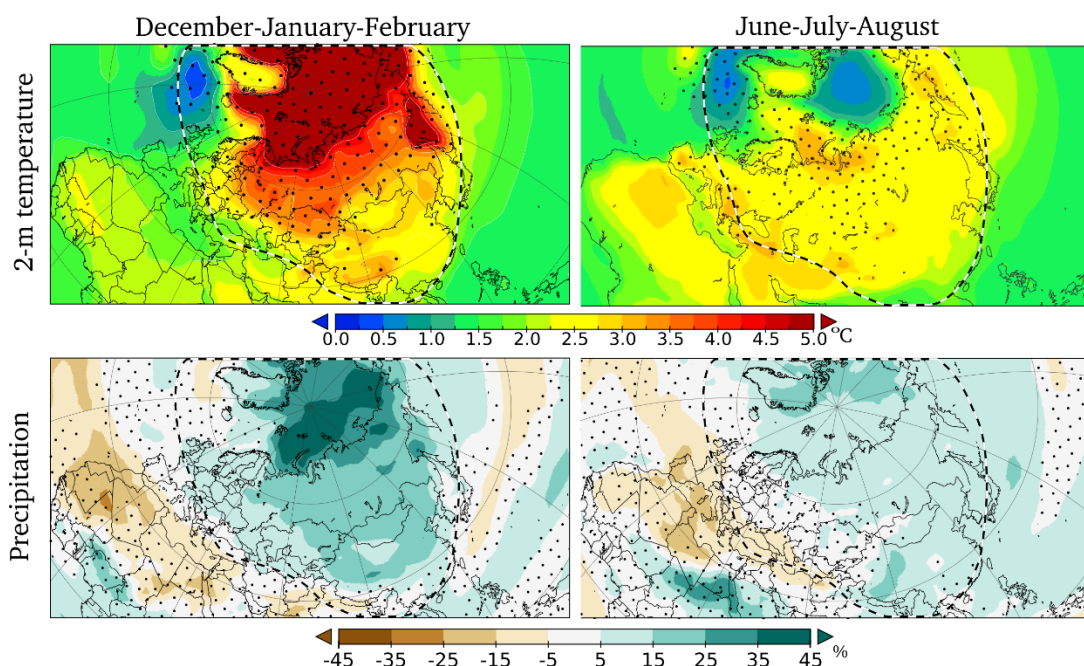 December-January-February
June-July-August
2-m temperature
0.0 0.5 1.0 1.5 2.0 2.5 3.0 3.5 4.0 4.5 5.0 °C
Precipitation
-45 -35 -25 -15 -5 5 15 25 35 45 %